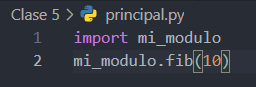 Clase 5 > principal.py
1 import mi_modulo
2 mi_modulo.fib(10)